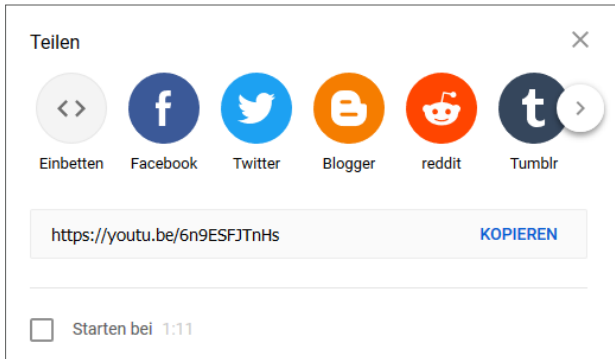 Teilen
Einbetten Facebook Twitter Blogger reddit Tumblr
https://youtu.be/6n9ESFJTnHs KOPIEREN
Starten bei 1:11